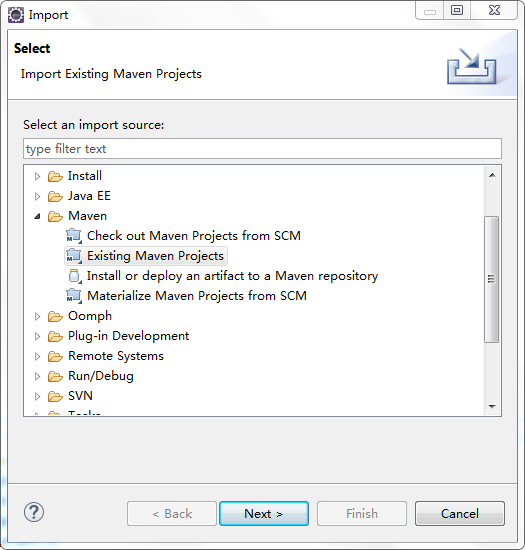 Import
Select
Import Existing Maven Projects
Select an import source:
type filter text
Install
Java EE
Maven
Check out Maven Projects from SCM
Existing Maven Projects
Install or deploy an artifact to a Maven repository
Materialize Maven Projects from SCM
Oomph
Plug-in Development
Remote Systems
Run/Debug
SVN
Tasks
?
< Back
Next >
Finish
Cancel